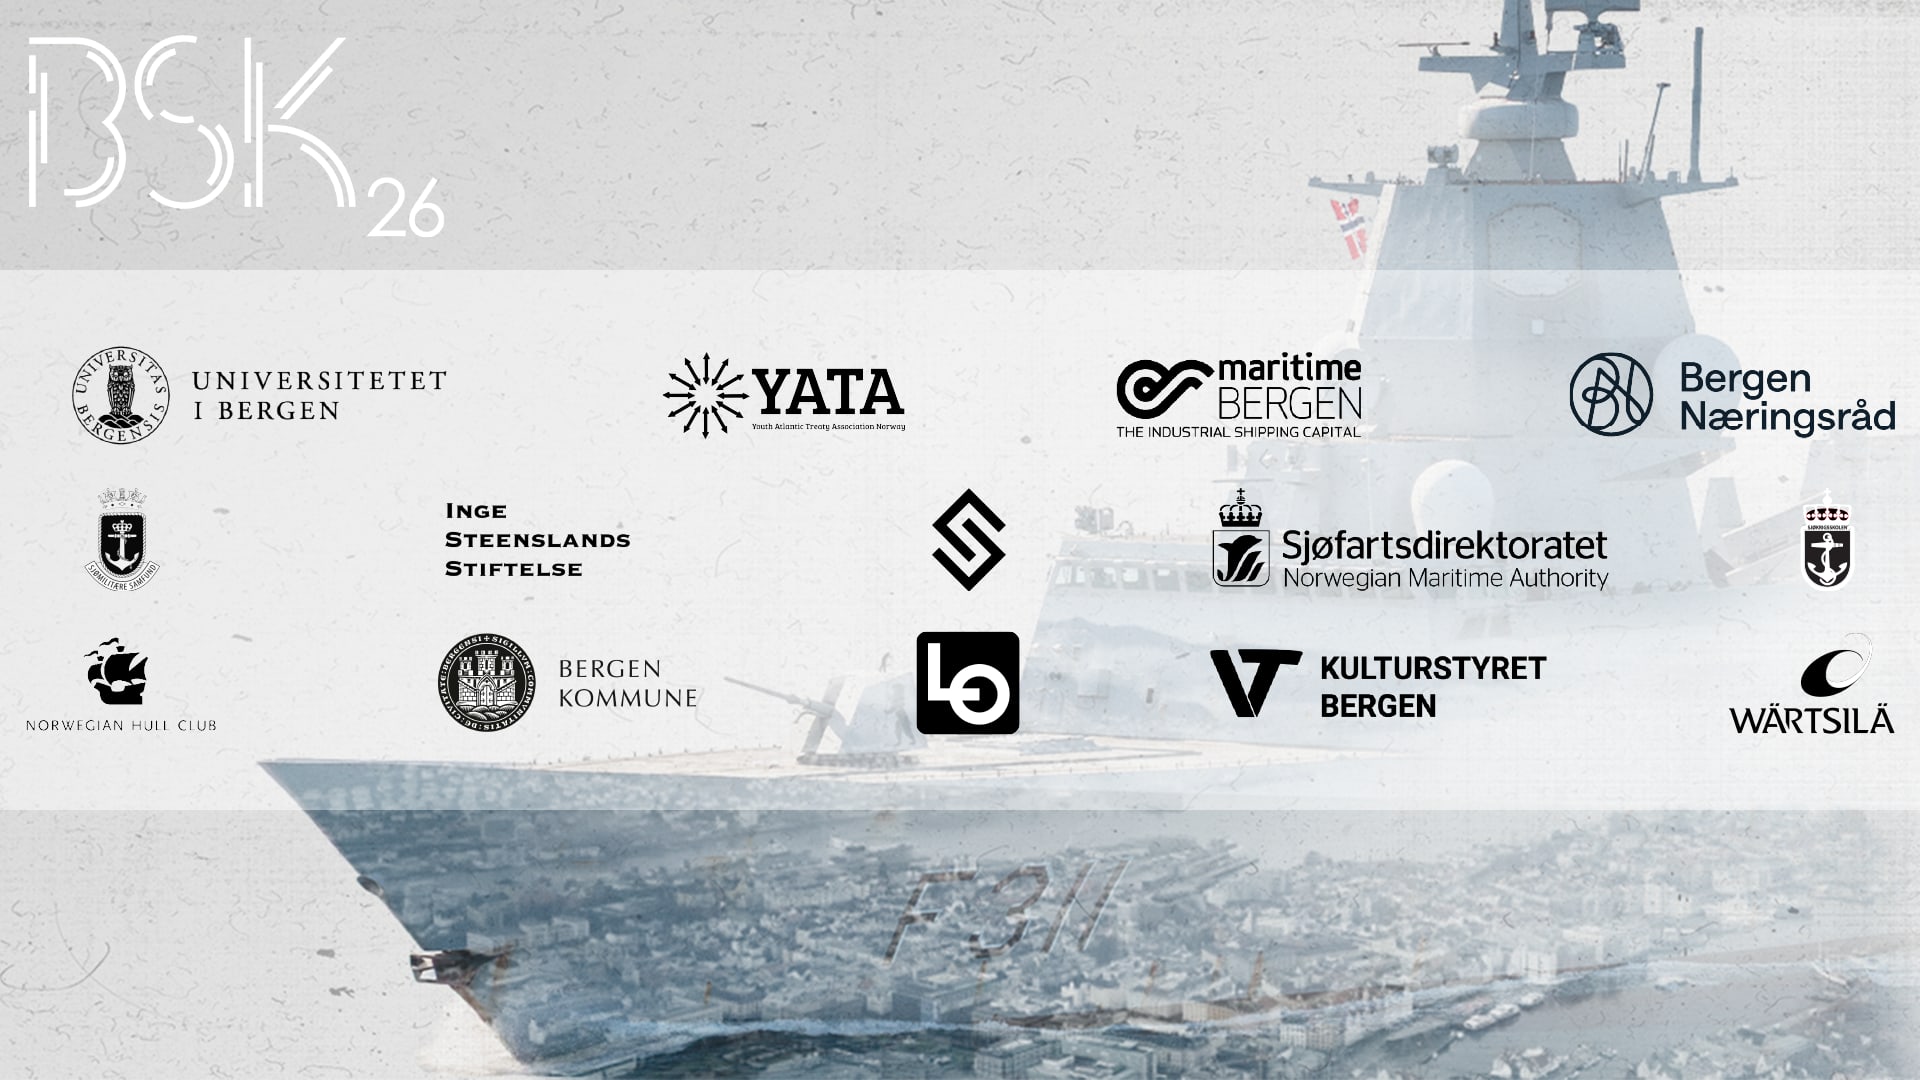 BSK 26
UNIVERSITAS BERGENSIS
UNIVERSITETET
I BERGEN
YATA
Youth Atlantic Treaty Association Norway
maritime
BERGEN
THE INDUSTRIAL SHIPPING CAPITAL
Bergen
Næringsråd
SJØMILITÆRE SAMFUND
INGE
STEENSLANDS
STIFTELSE
Sjøfartsdirektoratet
Norwegian Maritime Authority
SJØKRIGSSKOLEN
NORWEGIAN HULL CLUB
BERGEN
KOMMUNE
LO
KULTURSTYRET
BERGEN
WÄRTSILÄ
F311